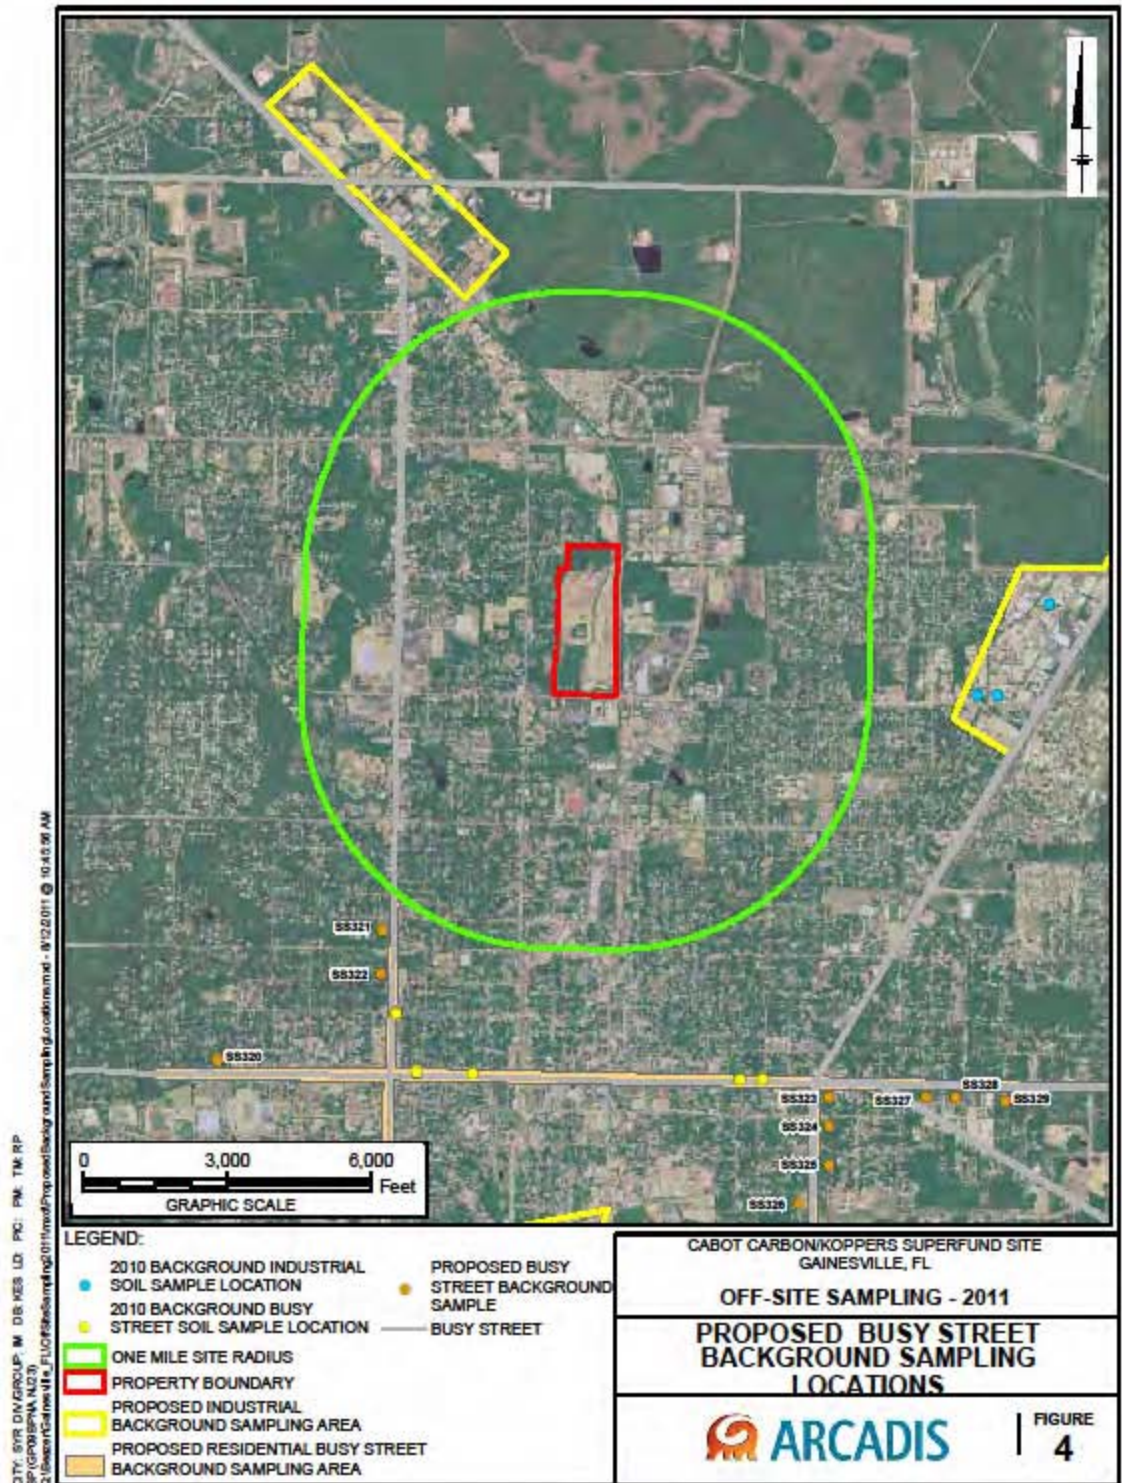 SS321
SS322
SS320
SS323
SS324
SS325
SS326
SS327
SS328
SS329
0 3,000 6,000
Feet
GRAPHIC SCALE
LEGEND:
2010 BACKGROUND INDUSTRIAL
SOIL SAMPLE LOCATION
2010 BACKGROUND BUSY
STREET SOIL SAMPLE LOCATION
PROPOSED BUSY
STREET BACKGROUND
SAMPLE
BUSY STREET
ONE MILE SITE RADIUS
PROPERTY BOUNDARY
PROPOSED INDUSTRIAL
BACKGROUND SAMPLING AREA
PROPOSED RESIDENTIAL BUSY STREET
BACKGROUND SAMPLING AREA
CABOT CARBON/KOPPERS SUPERFUND SITE
GAINESVILLE, FL
OFF-SITE SAMPLING - 2011
PROPOSED BUSY STREET
BACKGROUND SAMPLING
LOCATIONS
ARCADIS
FIGURE
4